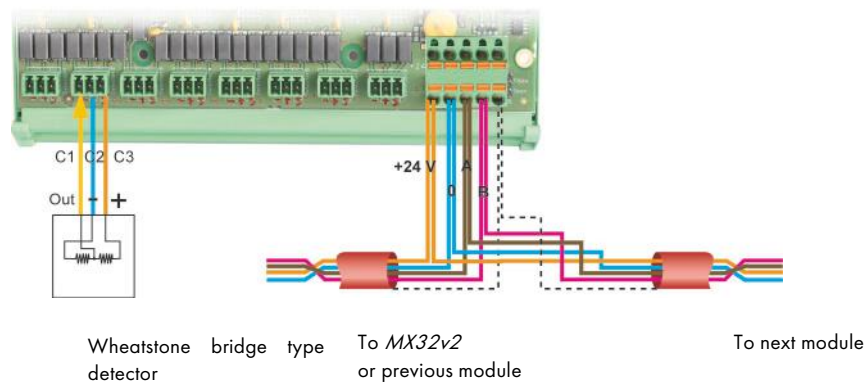 C1 C2 C3
+24 V 0 A B
Out - +
Wheatstone bridge type
detector
To MX32v2
or previous module
To next module